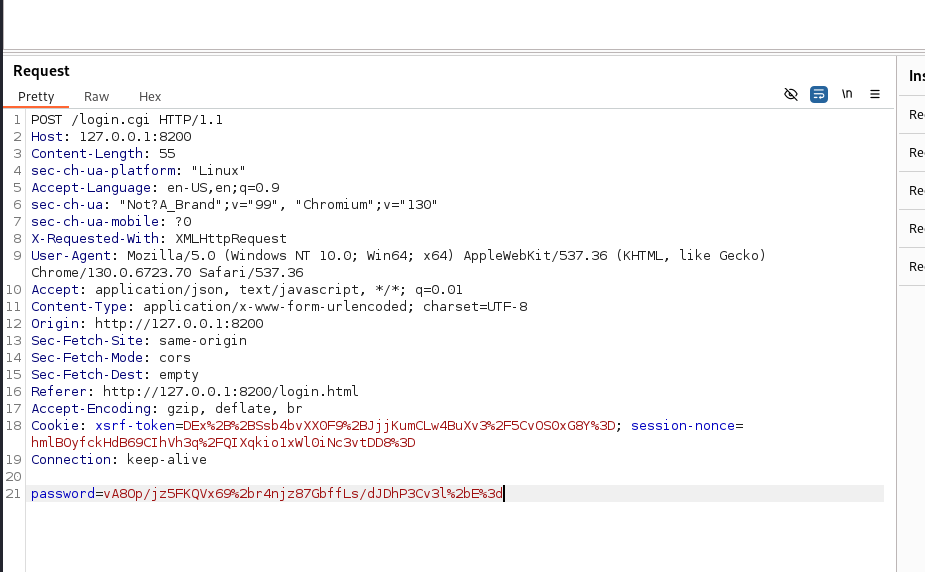 Request
Ins
Pretty Raw Hex
\n
1 POST /login.cgi HTTP/1.1
2 Host: 127.0.0.1:8200
3 Content-Length: 55
4 sec-ch-ua-platform: "Linux"
5 Accept-Language: en-US,en;q=0.9
6 sec-ch-ua: "Not?A_Brand";v="99", "Chromium";v="130"
7 sec-ch-ua-mobile: ?0
8 X-Requested-With: XMLHttpRequest
9 User-Agent: Mozilla/5.0 (Windows NT 10.0; Win64; x64) AppleWebKit/537.36 (KHTML, like Gecko)
Chrome/130.0.6723.70 Safari/537.36
10 Accept: application/json, text/javascript, */*; q=0.01
11 Content-Type: application/x-www-form-urlencoded; charset=UTF-8
12 Origin: http://127.0.0.1:8200
13 Sec-Fetch-Site: same-origin
14 Sec-Fetch-Mode: cors
15 Sec-Fetch-Dest: empty
16 Referer: http://127.0.0.1:8200/login.html
17 Accept-Encoding: gzip, deflate, br
18 Cookie: xsrf-token=DEx%2B%2BSsb4bvXXOF9%2BJjjKumCLw4BuXv3%2F5CvOSOxG8Y%3D; session-nonce=
hmlBOyfckHdB69CIhVh3q%2FQIXqkio1xWlOiNc3vtDD8%3D
19 Connection: keep-alive
20
21 password=vA8Op/jz5FKQVx69%2br4njz87GbffLs/dJDhP3Cv3l%2bE%3d
Re
Re
Re
Re
Re